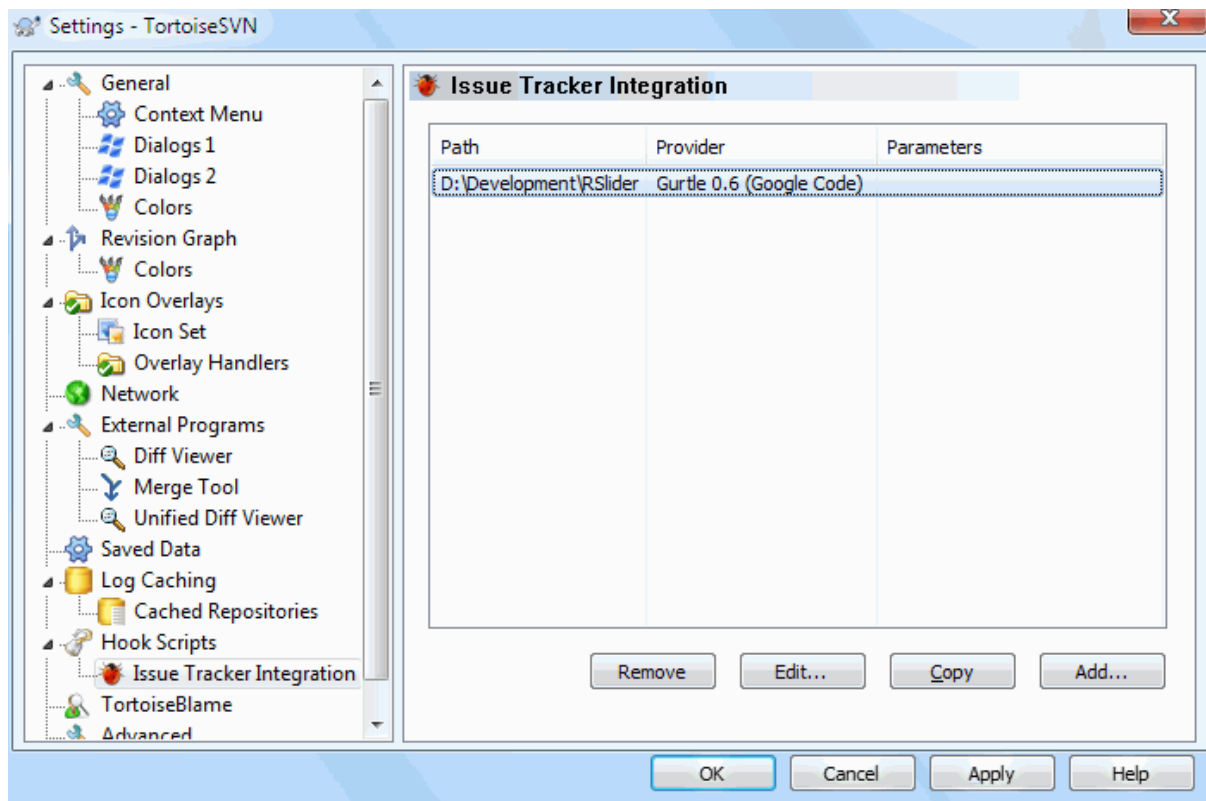 Settings - TortoiseSVN
General
Context Menu
Dialogs 1
Dialogs 2
Colors
Revision Graph
Colors
Icon Overlays
Icon Set
Overlay Handlers
Network
External Programs
Diff Viewer
Merge Tool
Unified Diff Viewer
Saved Data
Log Caching
Cached Repositories
Hook Scripts
Issue Tracker Integration
TortoiseBlame
Advanced
Issue Tracker Integration
Path Provider Parameters
D:\Development\RSlider Gurtle 0.6 (Google Code)
Remove Edit... Copy Add...
OK Cancel Apply Help